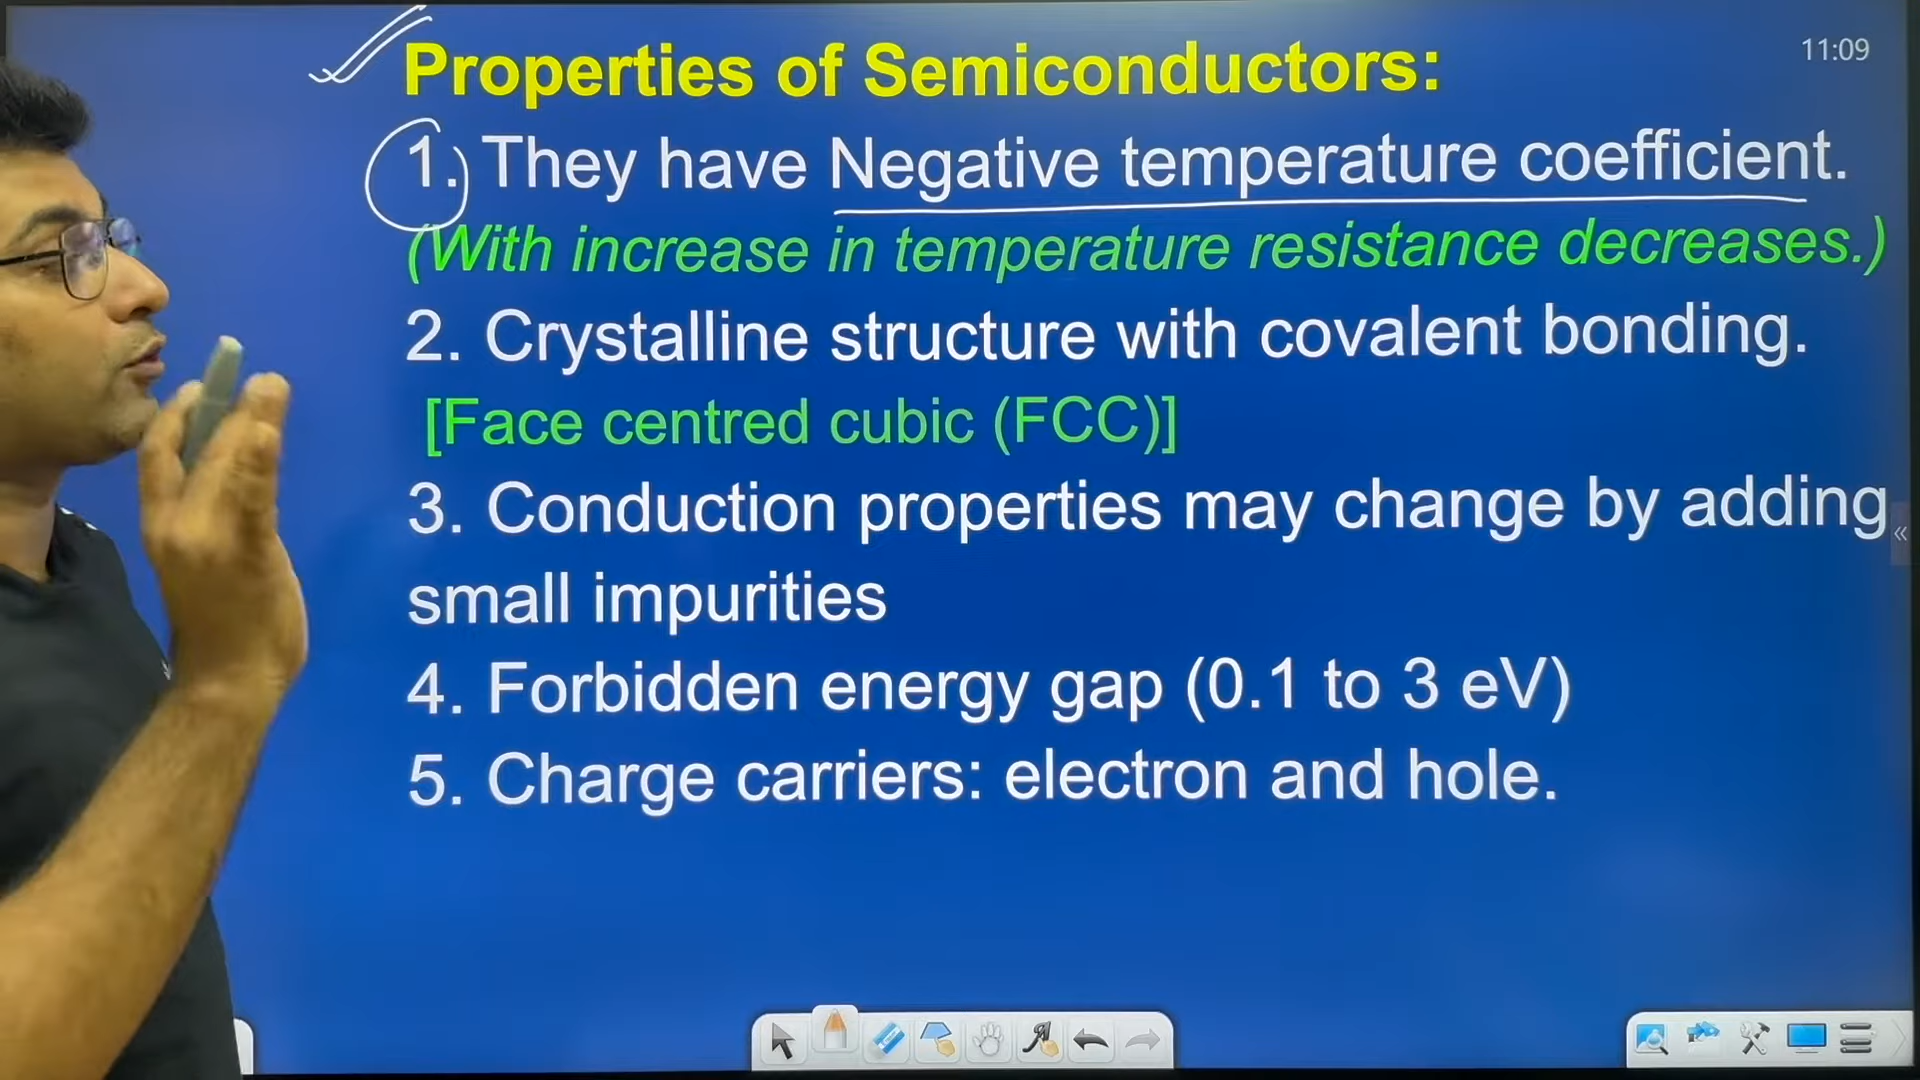 Properties of Semiconductors:
11:09
1. They have Negative temperature coefficient.
(With increase in temperature resistance decreases.)
2. Crystalline structure with covalent bonding.
[Face centred cubic (FCC)]
3. Conduction properties may change by adding
small impurities
4. Forbidden energy gap (0.1 to 3 eV)
5. Charge carriers: electron and hole.